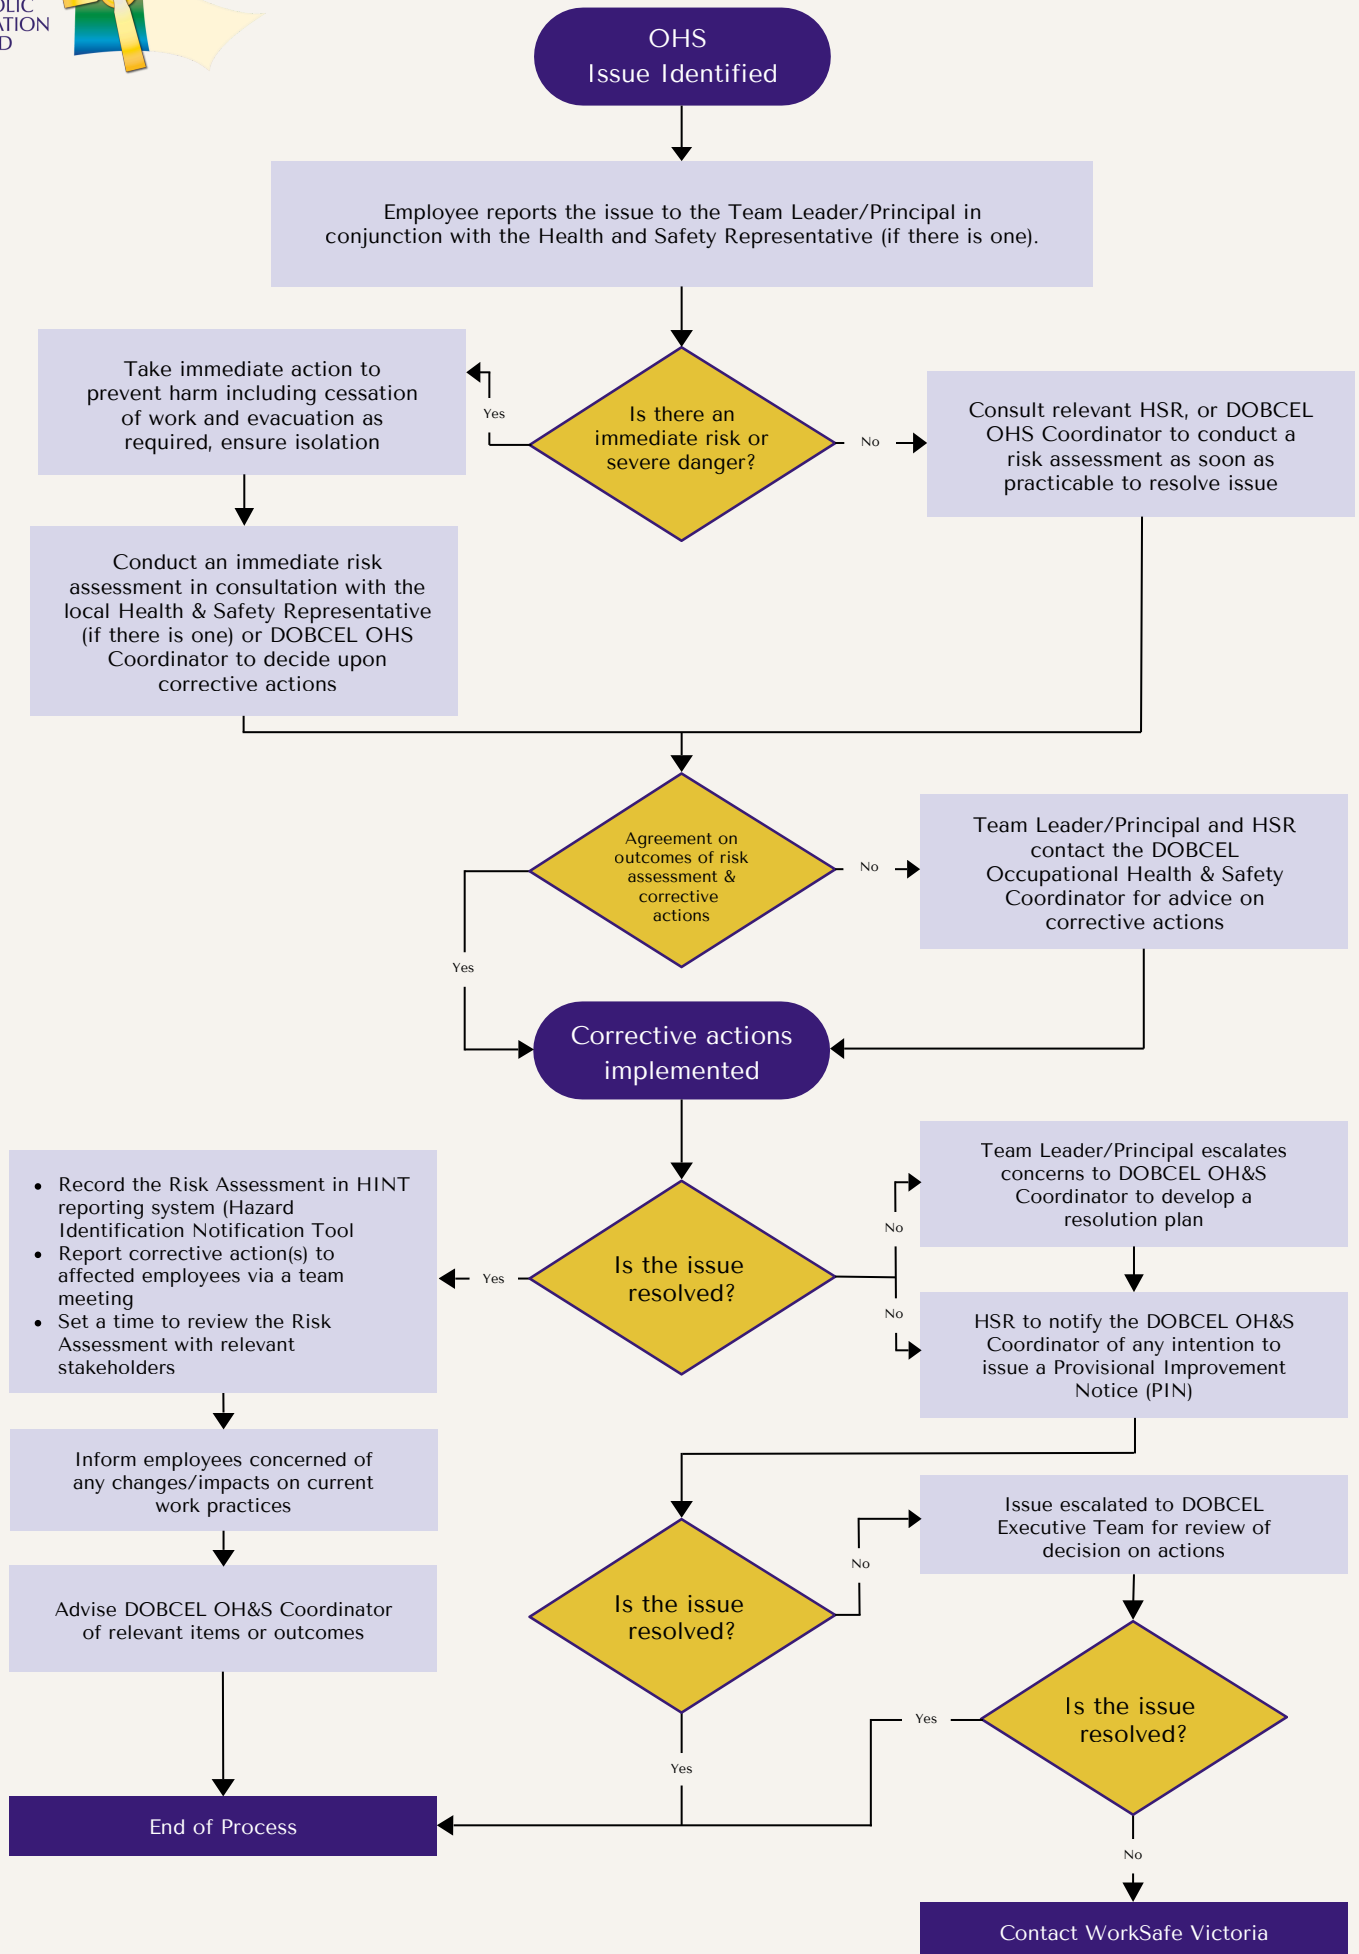 OHS
Issue Identified
Employee reports the issue to the Team Leader/Principal in
conjunction with the Health and Safety Representative (if there is one).
Take immediate action to
prevent harm including cessation
of work and evacuation as
required, ensure isolation
Yes
Is there an
immediate risk or
severe danger?
No
Consult relevant HSR, or DOBCEL
OHS Coordinator to conduct a
risk assessment as soon as
practicable to resolve issue
Conduct an immediate risk
assessment in consultation with the
local Health & Safety Representative
(if there is one) or DOBCEL OHS
Coordinator to decide upon
corrective actions
Agreement on
outcomes of risk
assessment &
corrective
actions
No
Team Leader/Principal and HSR
contact the DOBCEL
Occupational Health & Safety
Coordinator for advice on
corrective actions
Yes
Corrective actions
implemented
• Record the Risk Assessment in HINT
reporting system (Hazard
Identification Notification Tool
• Report corrective action(s) to
affected employees via a team
meeting
• Set a time to review the Risk
Assessment with relevant
stakeholders
Yes
Is the issue
resolved?
No
No
Team Leader/Principal escalates
concerns to DOBCEL OH&S
Coordinator to develop a
resolution plan
HSR to notify the DOBCEL OH&S
Coordinator of any intention to
issue a Provisional Improvement
Notice (PIN)
Inform employees concerned of
any changes/impacts on current
work practices
Advise DOBCEL OH&S Coordinator
of relevant items or outcomes
Is the issue
resolved?
No
Issue escalated to DOBCEL
Executive Team for review of
decision on actions
Yes
Yes
Is the issue
resolved?
End of Process
No
Contact WorkSafe Victoria